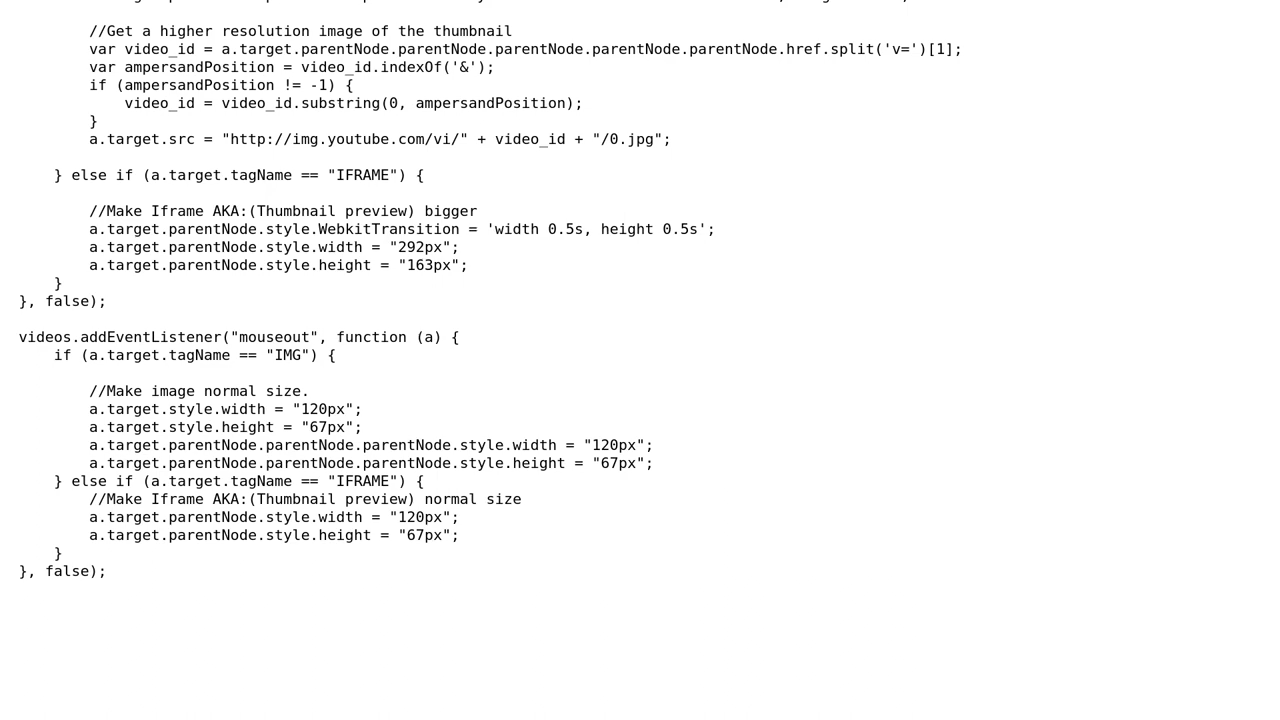 //Get a higher resolution image of the thumbnail
var video_id = a.target.parentNode.parentNode.parentNode.parentNode.parentNode.href.split('v=')[1];
var ampersandPosition = video_id.indexOf('&');
if (ampersandPosition != -1) {
video_id = video_id.substring(0, ampersandPosition);
}
a.target.src = "http://img.youtube.com/vi/" + video_id + "/0.jpg";
} else if (a.target.tagName == "IFRAME") {
//Make Iframe AKA:(Thumbnail preview) bigger
a.target.parentNode.style.WebkitTransition = 'width 0.5s, height 0.5s';
a.target.parentNode.style.width = "292px";
a.target.parentNode.style.height = "163px";
}
}, false);
videos.addEventListener("mouseout", function (a) {
if (a.target.tagName == "IMG") {
//Make image normal size.
a.target.style.width = "120px";
a.target.style.height = "67px";
a.target.parentNode.parentNode.parentNode.style.width = "120px";
a.target.parentNode.parentNode.parentNode.style.height = "67px";
} else if (a.target.tagName == "IFRAME") {
//Make Iframe AKA:(Thumbnail preview) normal size
a.target.parentNode.style.width = "120px";
a.target.parentNode.style.height = "67px";
}
}, false);